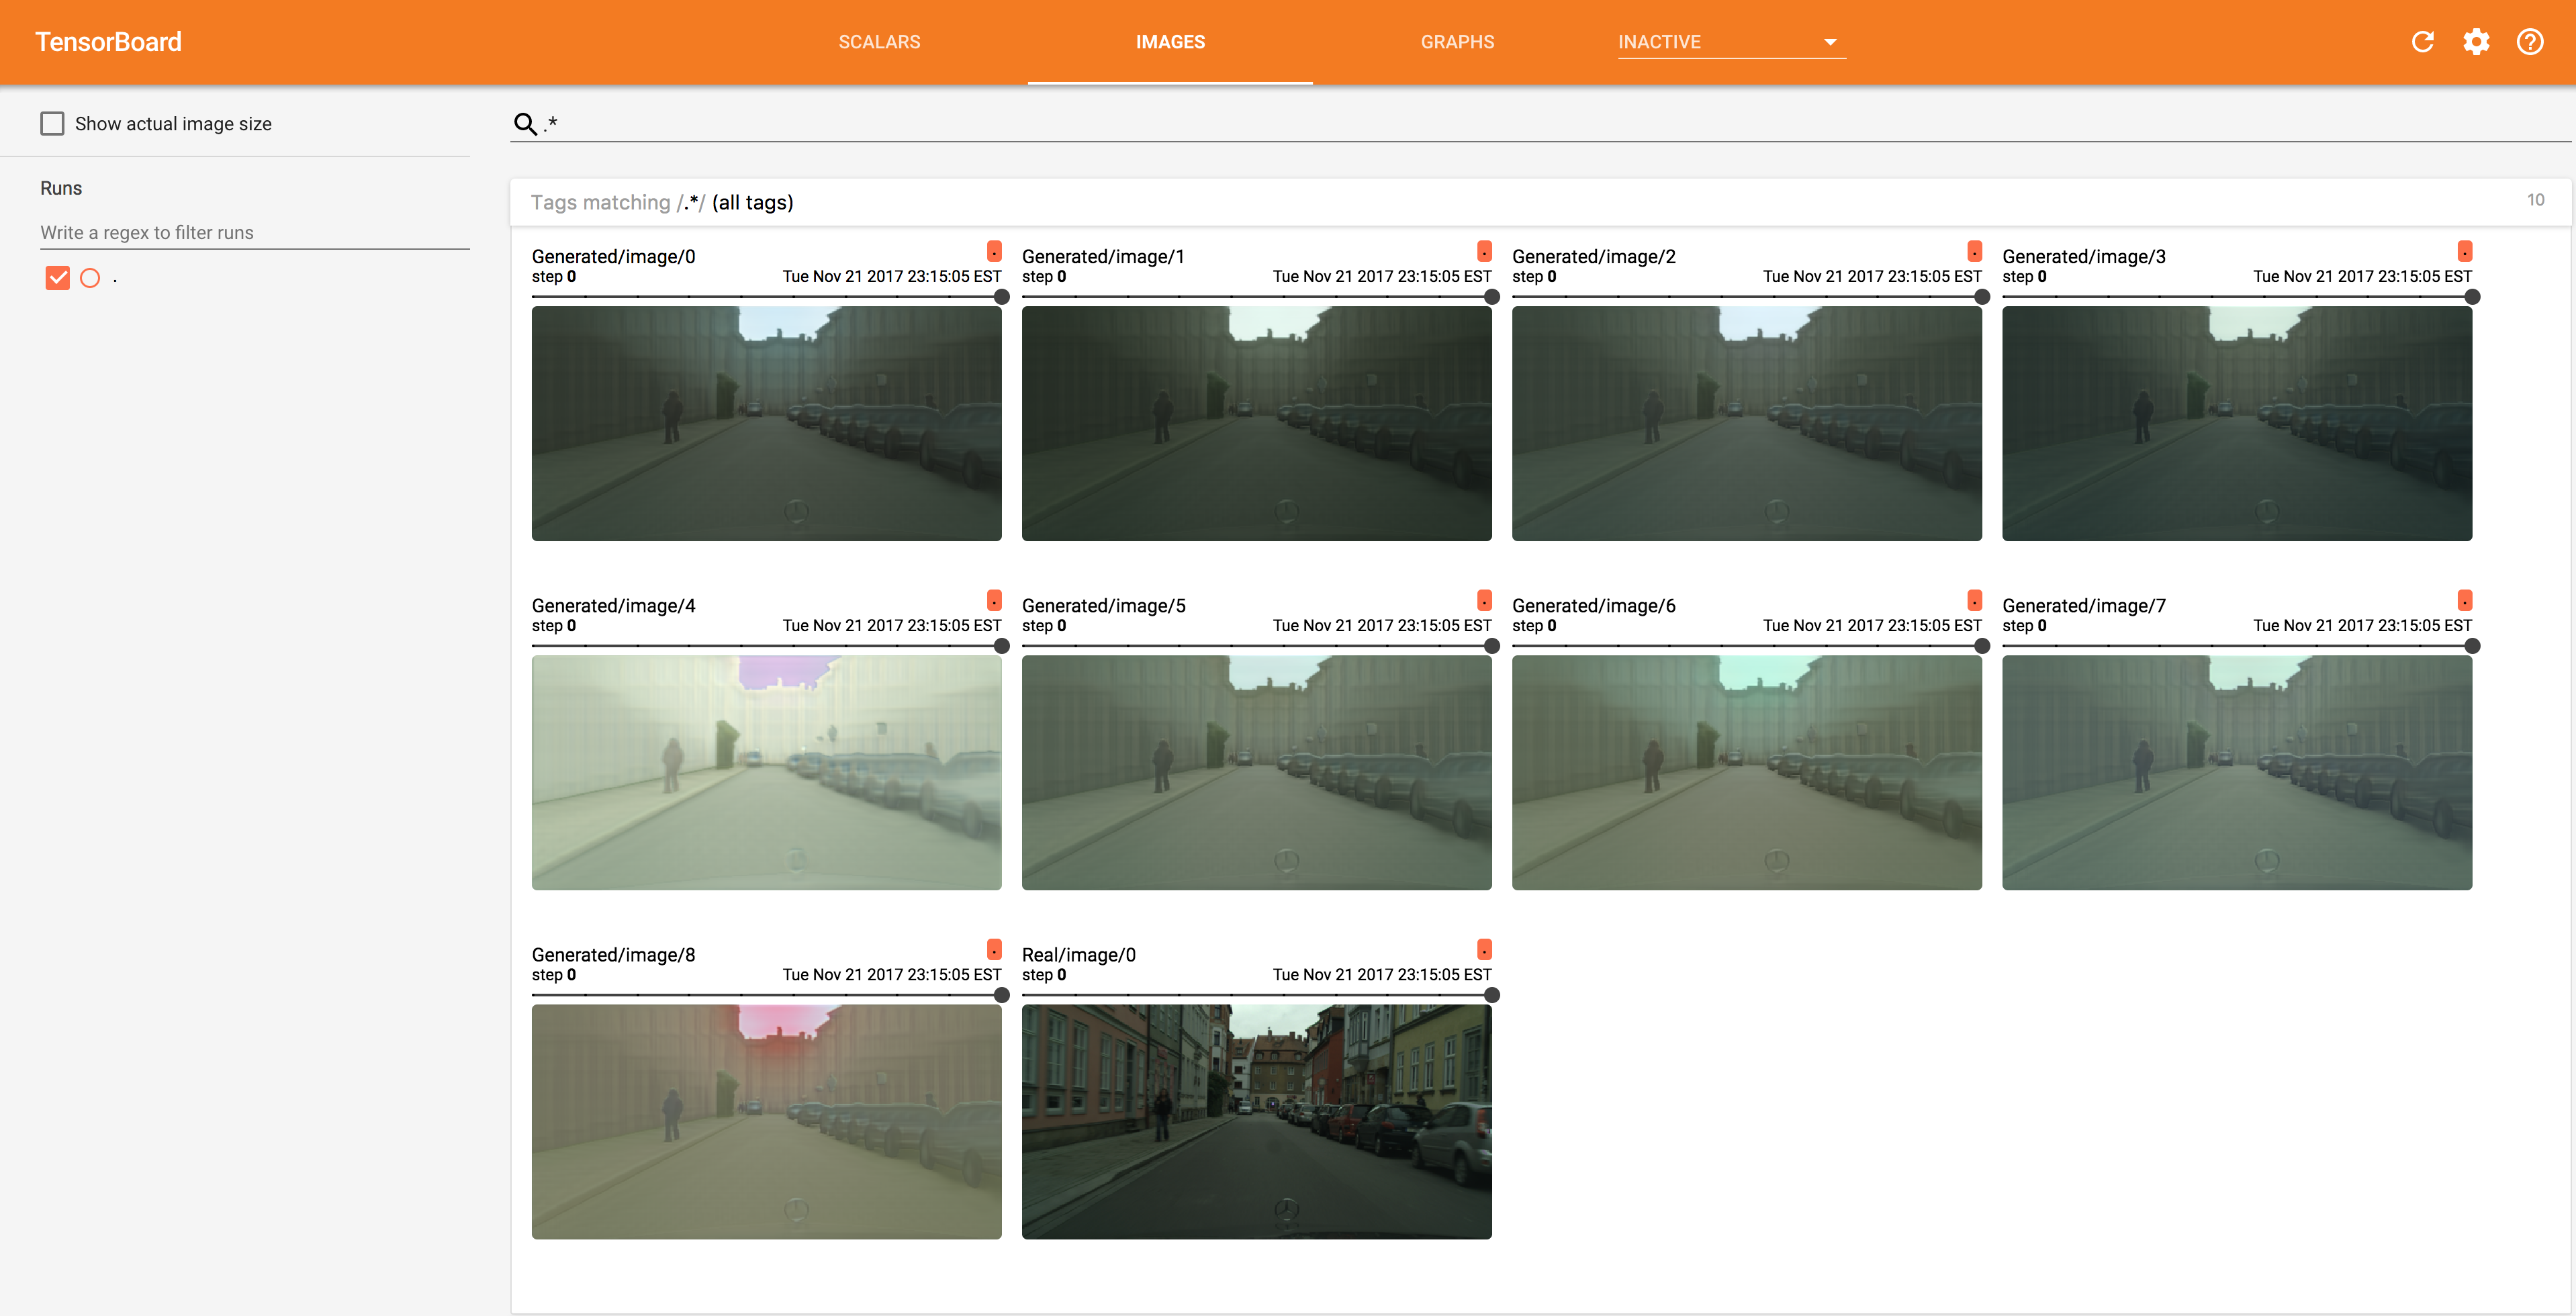 TensorBoard
SCALARS
IMAGES
GRAPHS
INACTIVE
Show actual image size
.*
Runs
Write a regex to filter runs
.
Tags matching /.*/ (all tags)
10
Generated/image/0
.
step 0
Tue Nov 21 2017 23:15:05 EST
Generated/image/1
.
step 0
Tue Nov 21 2017 23:15:05 EST
Generated/image/2
.
step 0
Tue Nov 21 2017 23:15:05 EST
Generated/image/3
.
step 0
Tue Nov 21 2017 23:15:05 EST
Generated/image/4
.
step 0
Tue Nov 21 2017 23:15:05 EST
Generated/image/5
.
step 0
Tue Nov 21 2017 23:15:05 EST
Generated/image/6
.
step 0
Tue Nov 21 2017 23:15:05 EST
Generated/image/7
.
step 0
Tue Nov 21 2017 23:15:05 EST
Generated/image/8
.
step 0
Tue Nov 21 2017 23:15:05 EST
Real/image/0
.
step 0
Tue Nov 21 2017 23:15:05 EST